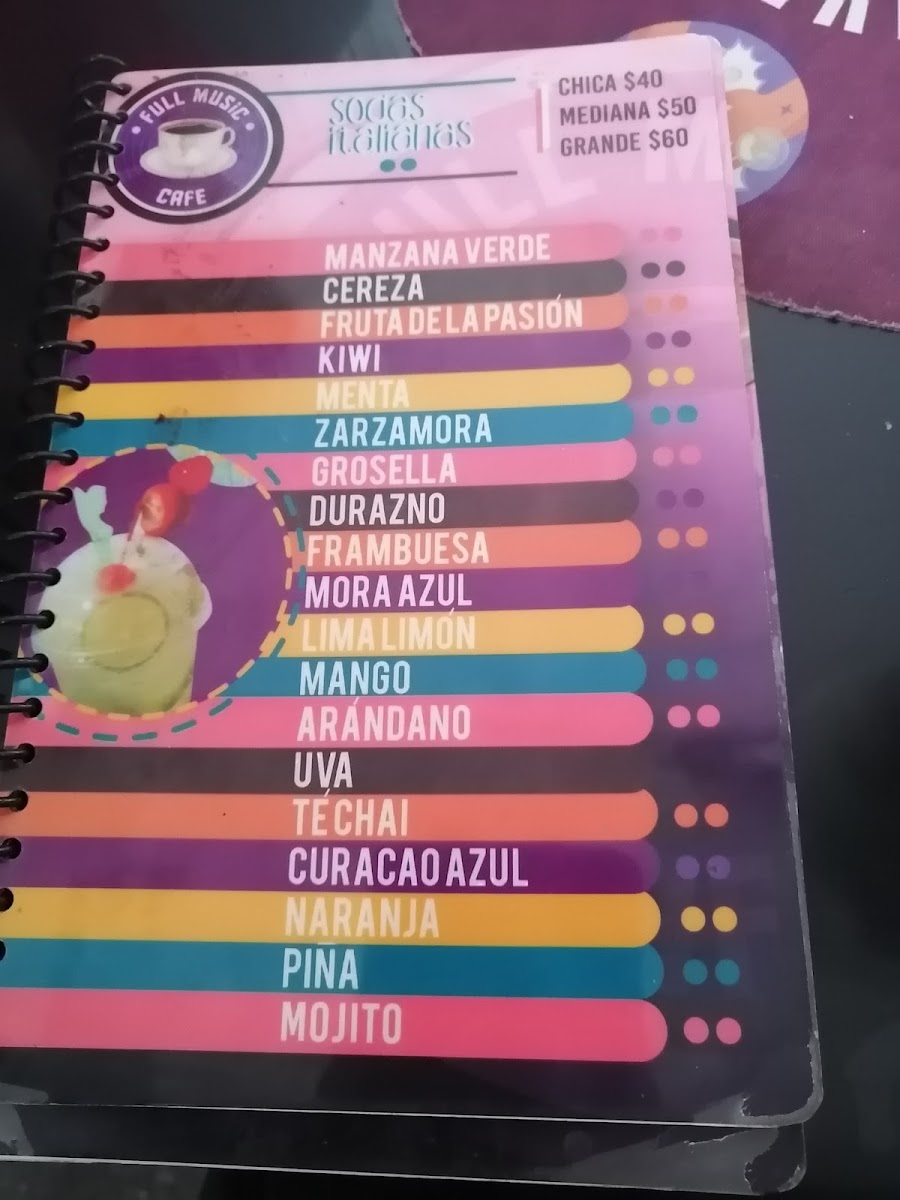 FULL MUSIC
CAFE
sodas
italianas
CHICA $40
MEDIANA $50
GRANDE $60
MANZANA VERDE
CEREZA
FRUTA DE LA PASIÓN
KIWI
MENTA
ZARZAMORA
GROSELLA
DURAZNO
FRAMBUESA
MORA AZUL
LIMA LIMÓN
MANGO
ARÁNDANO
UVA
TÉ CHAI
CURACAO AZUL
NARANJA
PIÑA
MOJITO